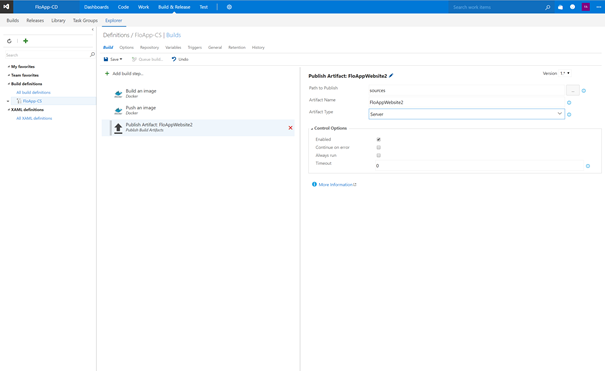 FloApp-CD
Dashboards Code Work Build & Release Test
Search work items
Builds Releases Library Task Groups Explorer
Definitions / FloApp-CS | Builds
Build Options Repository Variables Triggers General Retention History
Save Queue build... Undo
Search
My favorites
Team favorites
Build definitions
All build definitions
FloApp-CS
XAML definitions
All XAML definitions
Add build step...
Build an image
Docker
Push an image
Docker
Publish Artifact: FloAppWebsite2
Publish Build Artifacts
Publish Artifact: FloAppWebsite2
Version 1.*
Path to Publish sources ...
Artifact Name FloAppWebsite2
Artifact Type Server
Control Options
Enabled
Continue on error
Always run
Timeout 0
More Information